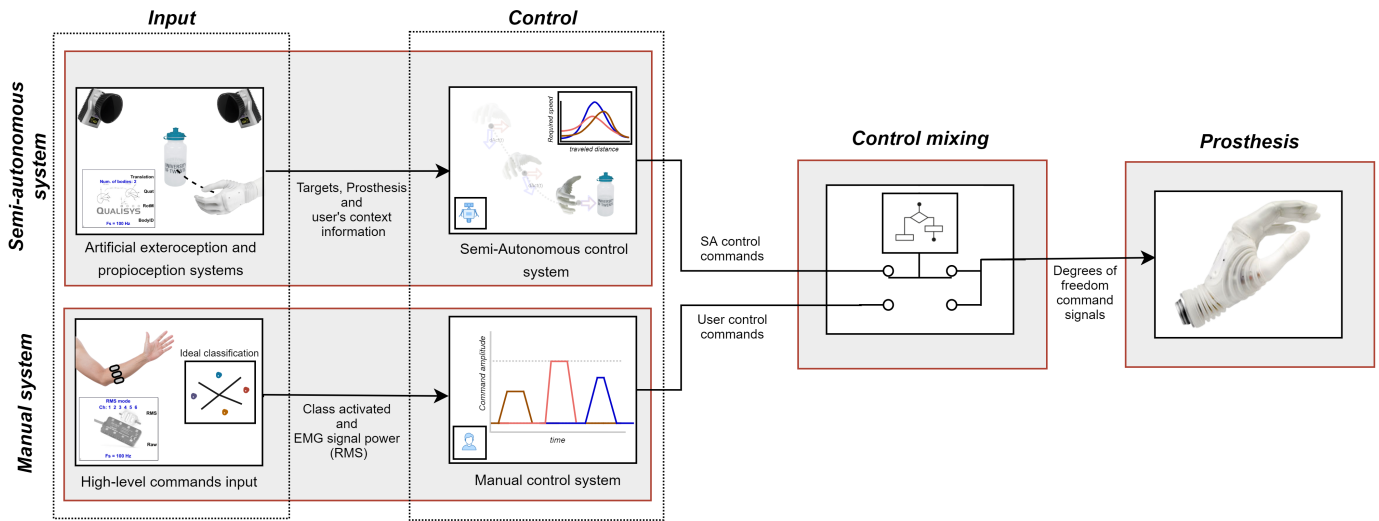 Input
Control
Semi-autonomous
system
Translation
Num. of bodies: 2
Quat
RotM
QUALISYS
BodyID
Fs = 100 Hz
Artificial exteroception and
propioception systems
Targets, Prosthesis
and
user's context
information
Required speed
traveled distance
Semi-Autonomous control
system
SA control
commands
Control mixing
Degrees of
freedom
command
signals
Prosthesis
Manual system
Ideal classification
RMS mode
Ch: 1 2 3 4 5 6
RMS
Raw
Fs = 100 Hz
High-level commands input
Class activated
and
EMG signal power
(RMS)
Command amplitude
time
Manual control system
User control
commands